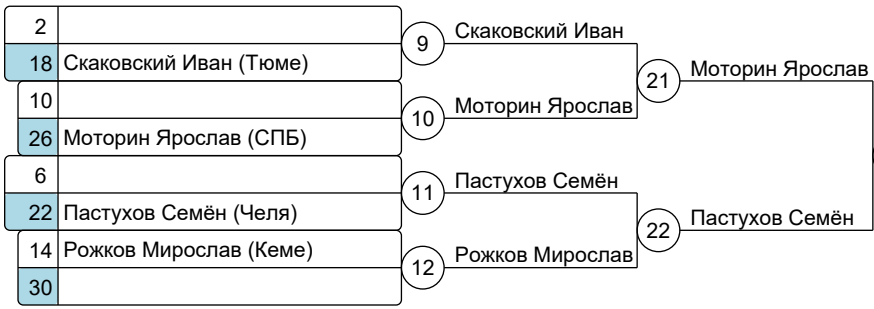 2
9 Скаковский Иван
18 Скаковский Иван (Тюме)
21 Моторин Ярослав
10
10 Моторин Ярослав
26 Моторин Ярослав (СПБ)
6
11 Пастухов Семён
22 Пастухов Семён (Челя)
22 Пастухов Семён
14 Рожков Мирослав (Кеме)
12 Рожков Мирослав
30